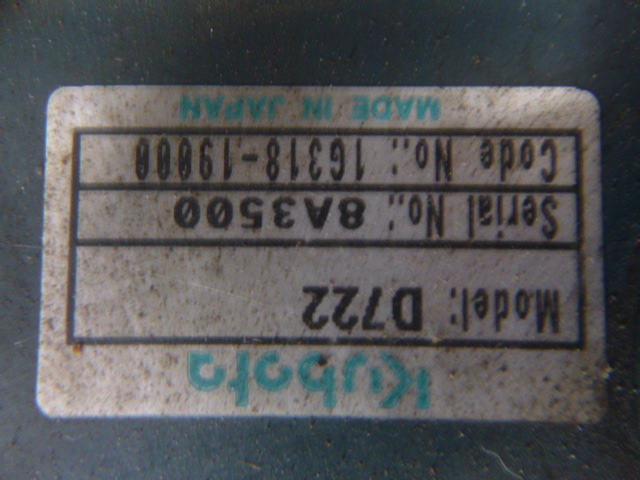 Kubota
Model: D722
Serial No.: 8A3500
Code No.: 1G318-19000
MADE IN JAPAN